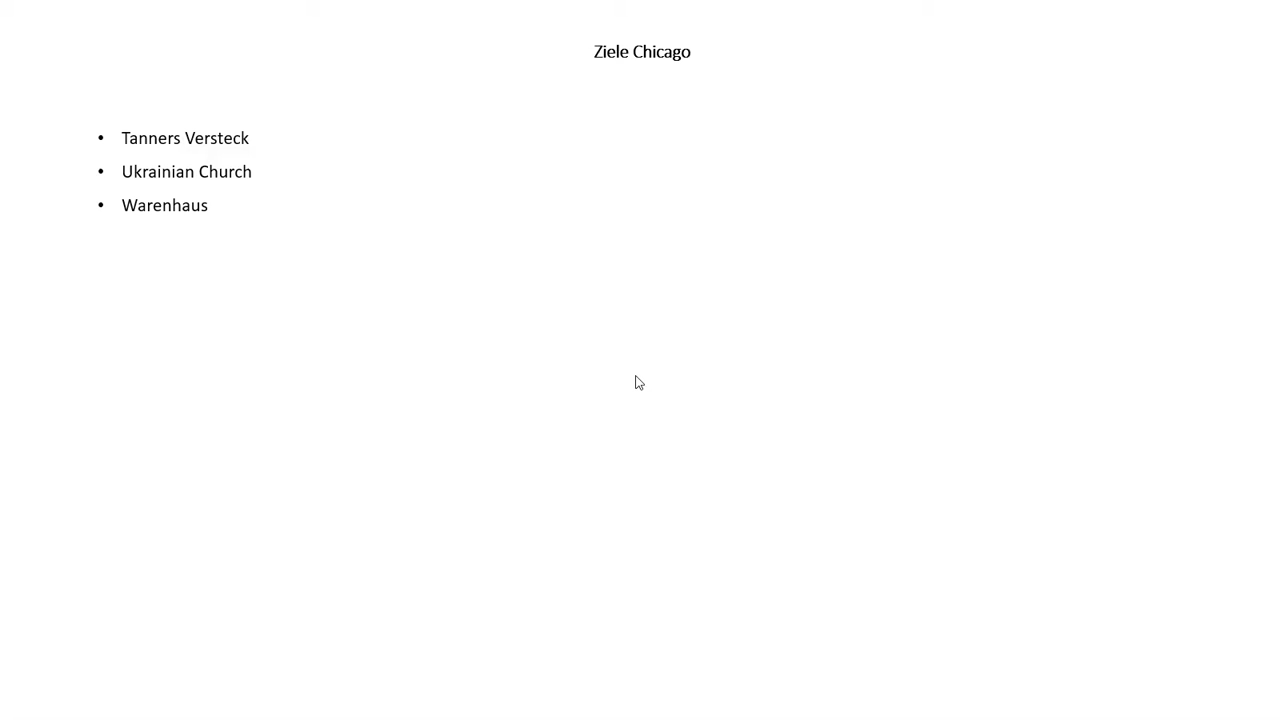 Ziele Chicago
• Tanners Versteck
• Ukrainian Church
• Warenhaus